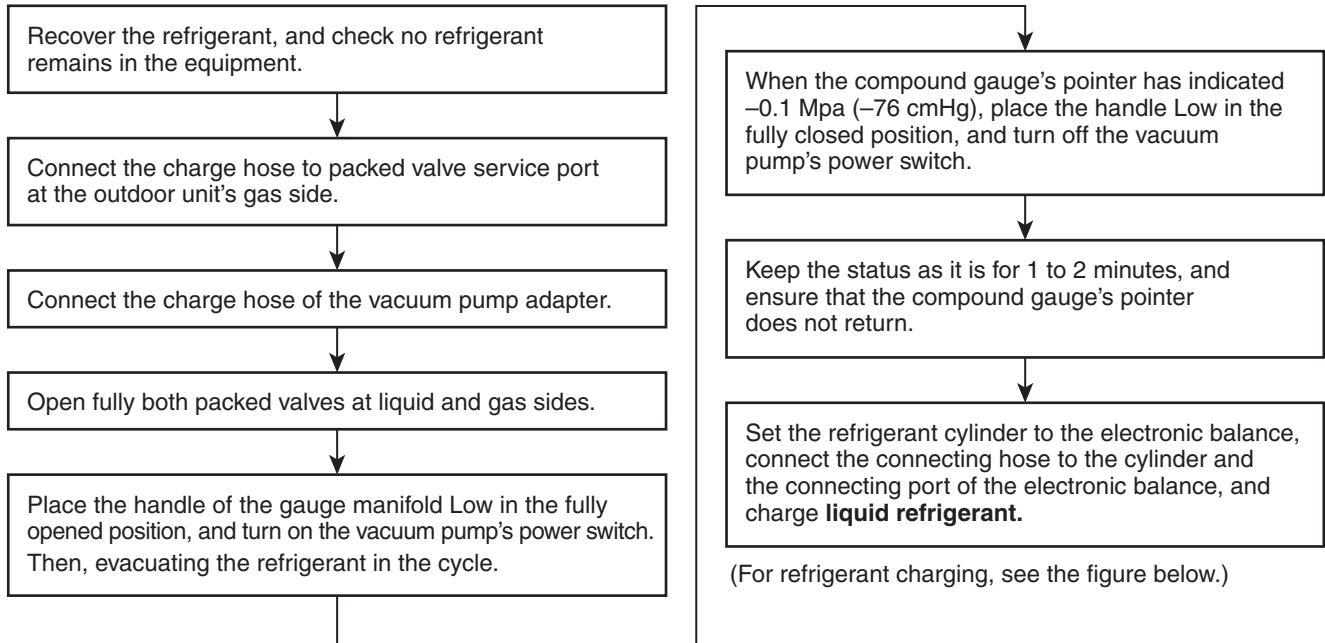 Recover the refrigerant, and check no refrigerant
remains in the equipment.
Connect the charge hose to packed valve service port
at the outdoor unit's gas side.
Connect the charge hose of the vacuum pump adapter.
Open fully both packed valves at liquid and gas sides.
Place the handle of the gauge manifold Low in the fully
opened position, and turn on the vacuum pump's power switch.
Then, evacuating the refrigerant in the cycle.
When the compound gauge's pointer has indicated
–0.1 Mpa (–76 cmHg), place the handle Low in the
fully closed position, and turn off the vacuum
pump's power switch.
Keep the status as it is for 1 to 2 minutes, and
ensure that the compound gauge's pointer
does not return.
Set the refrigerant cylinder to the electronic balance,
connect the connecting hose to the cylinder and
the connecting port of the electronic balance, and
charge liquid refrigerant.
(For refrigerant charging, see the figure below.)